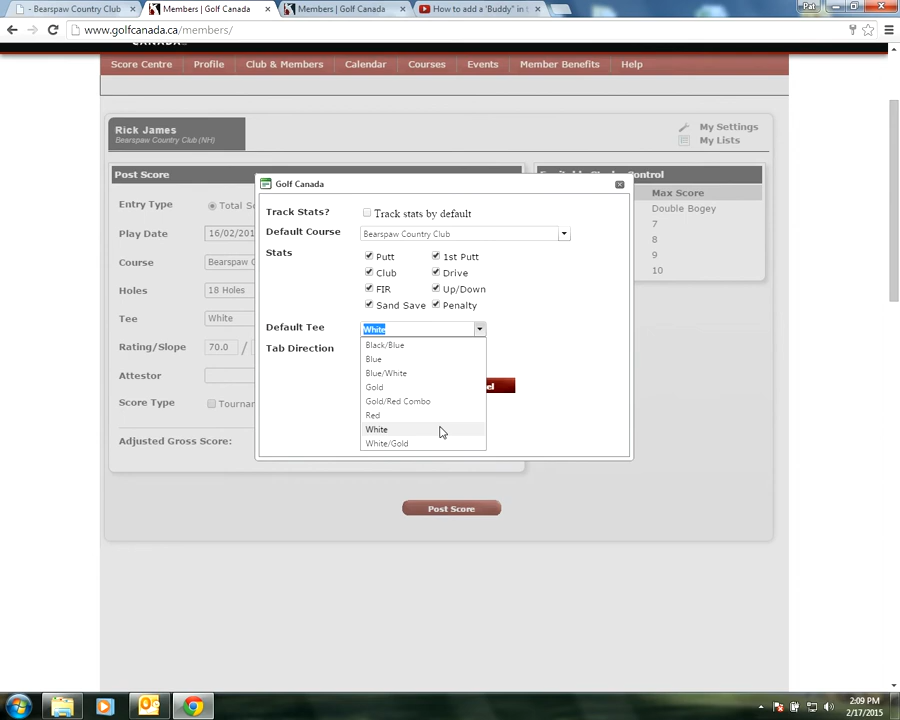 - Bearspaw Country Club
Members | Golf Canada
Members | Golf Canada
How to add a 'Buddy" in t
Pat
www.golfcanada.ca/members/
Score Centre
Profile
Club & Members
Calendar
Courses
Events
Member Benefits
Help
Rick James
Bearspaw Country Club (NH)
My Settings
My Lists
Post Score
Entry Type
Total S
Play Date
16/02/201
Course
Bearspaw
Holes
18 Holes
Tee
White
Rating/Slope
70.0 /
Attestor
Score Type
Tournam
Adjusted Gross Score:
Max Score
Double Bogey
7
8
9
10
Golf Canada
Track Stats?
Track stats by default
Default Course
Bearspaw Country Club
Stats
Putt
1st Putt
Club
Drive
FIR
Up/Down
Sand Save
Penalty
Default Tee
White
Black/Blue
Blue
Blue/White
Gold
Gold/Red Combo
Red
White
White/Gold
Tab Direction
Post Score
2:09 PM
2/17/2015